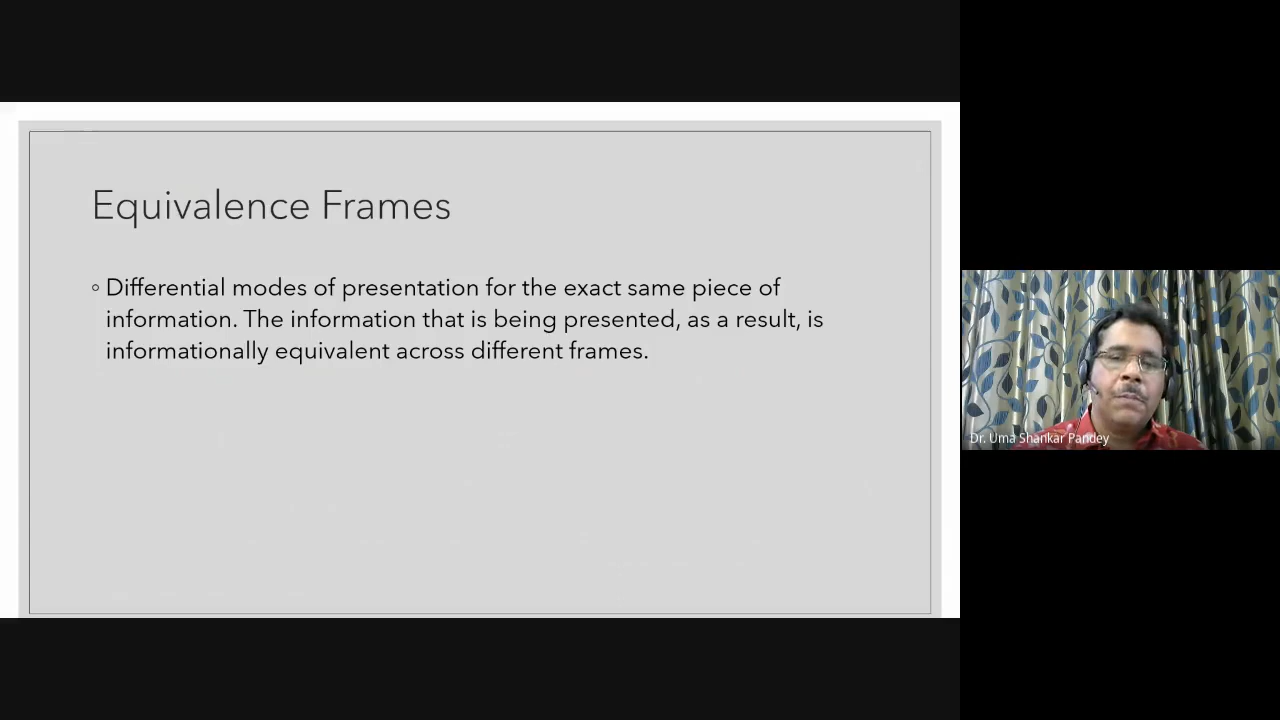 Equivalence Frames
◦ Differential modes of presentation for the exact same piece of
information. The information that is being presented, as a result, is
informationally equivalent across different frames.
Dr. Uma Shankar Pandey